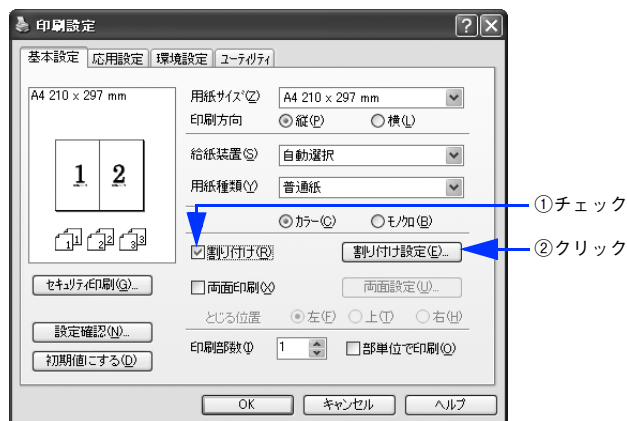 印刷設定
基本設定 応用設定 環境設定 ユーティリティ
A4 210 x 297 mm
1 2
1 1 2 2 3 3
セキュリティ印刷(G)...
設定確認(N)...
初期値にする(D)
用紙サイズ(Z) A4 210 x 297 mm
印刷方向 縦(P) 横(L)
給紙装置(S) 自動選択
用紙種類(Y) 普通紙
カラー(C) モノクロ(B)
割り付け(R) 割り付け設定(E)...
両面印刷(X) 両面設定(U)...
とじる位置 左(F) 上(T) 右(H)
印刷部数(I) 1 部単位で印刷(O)
OK キャンセル ヘルプ
①チェック
②クリック